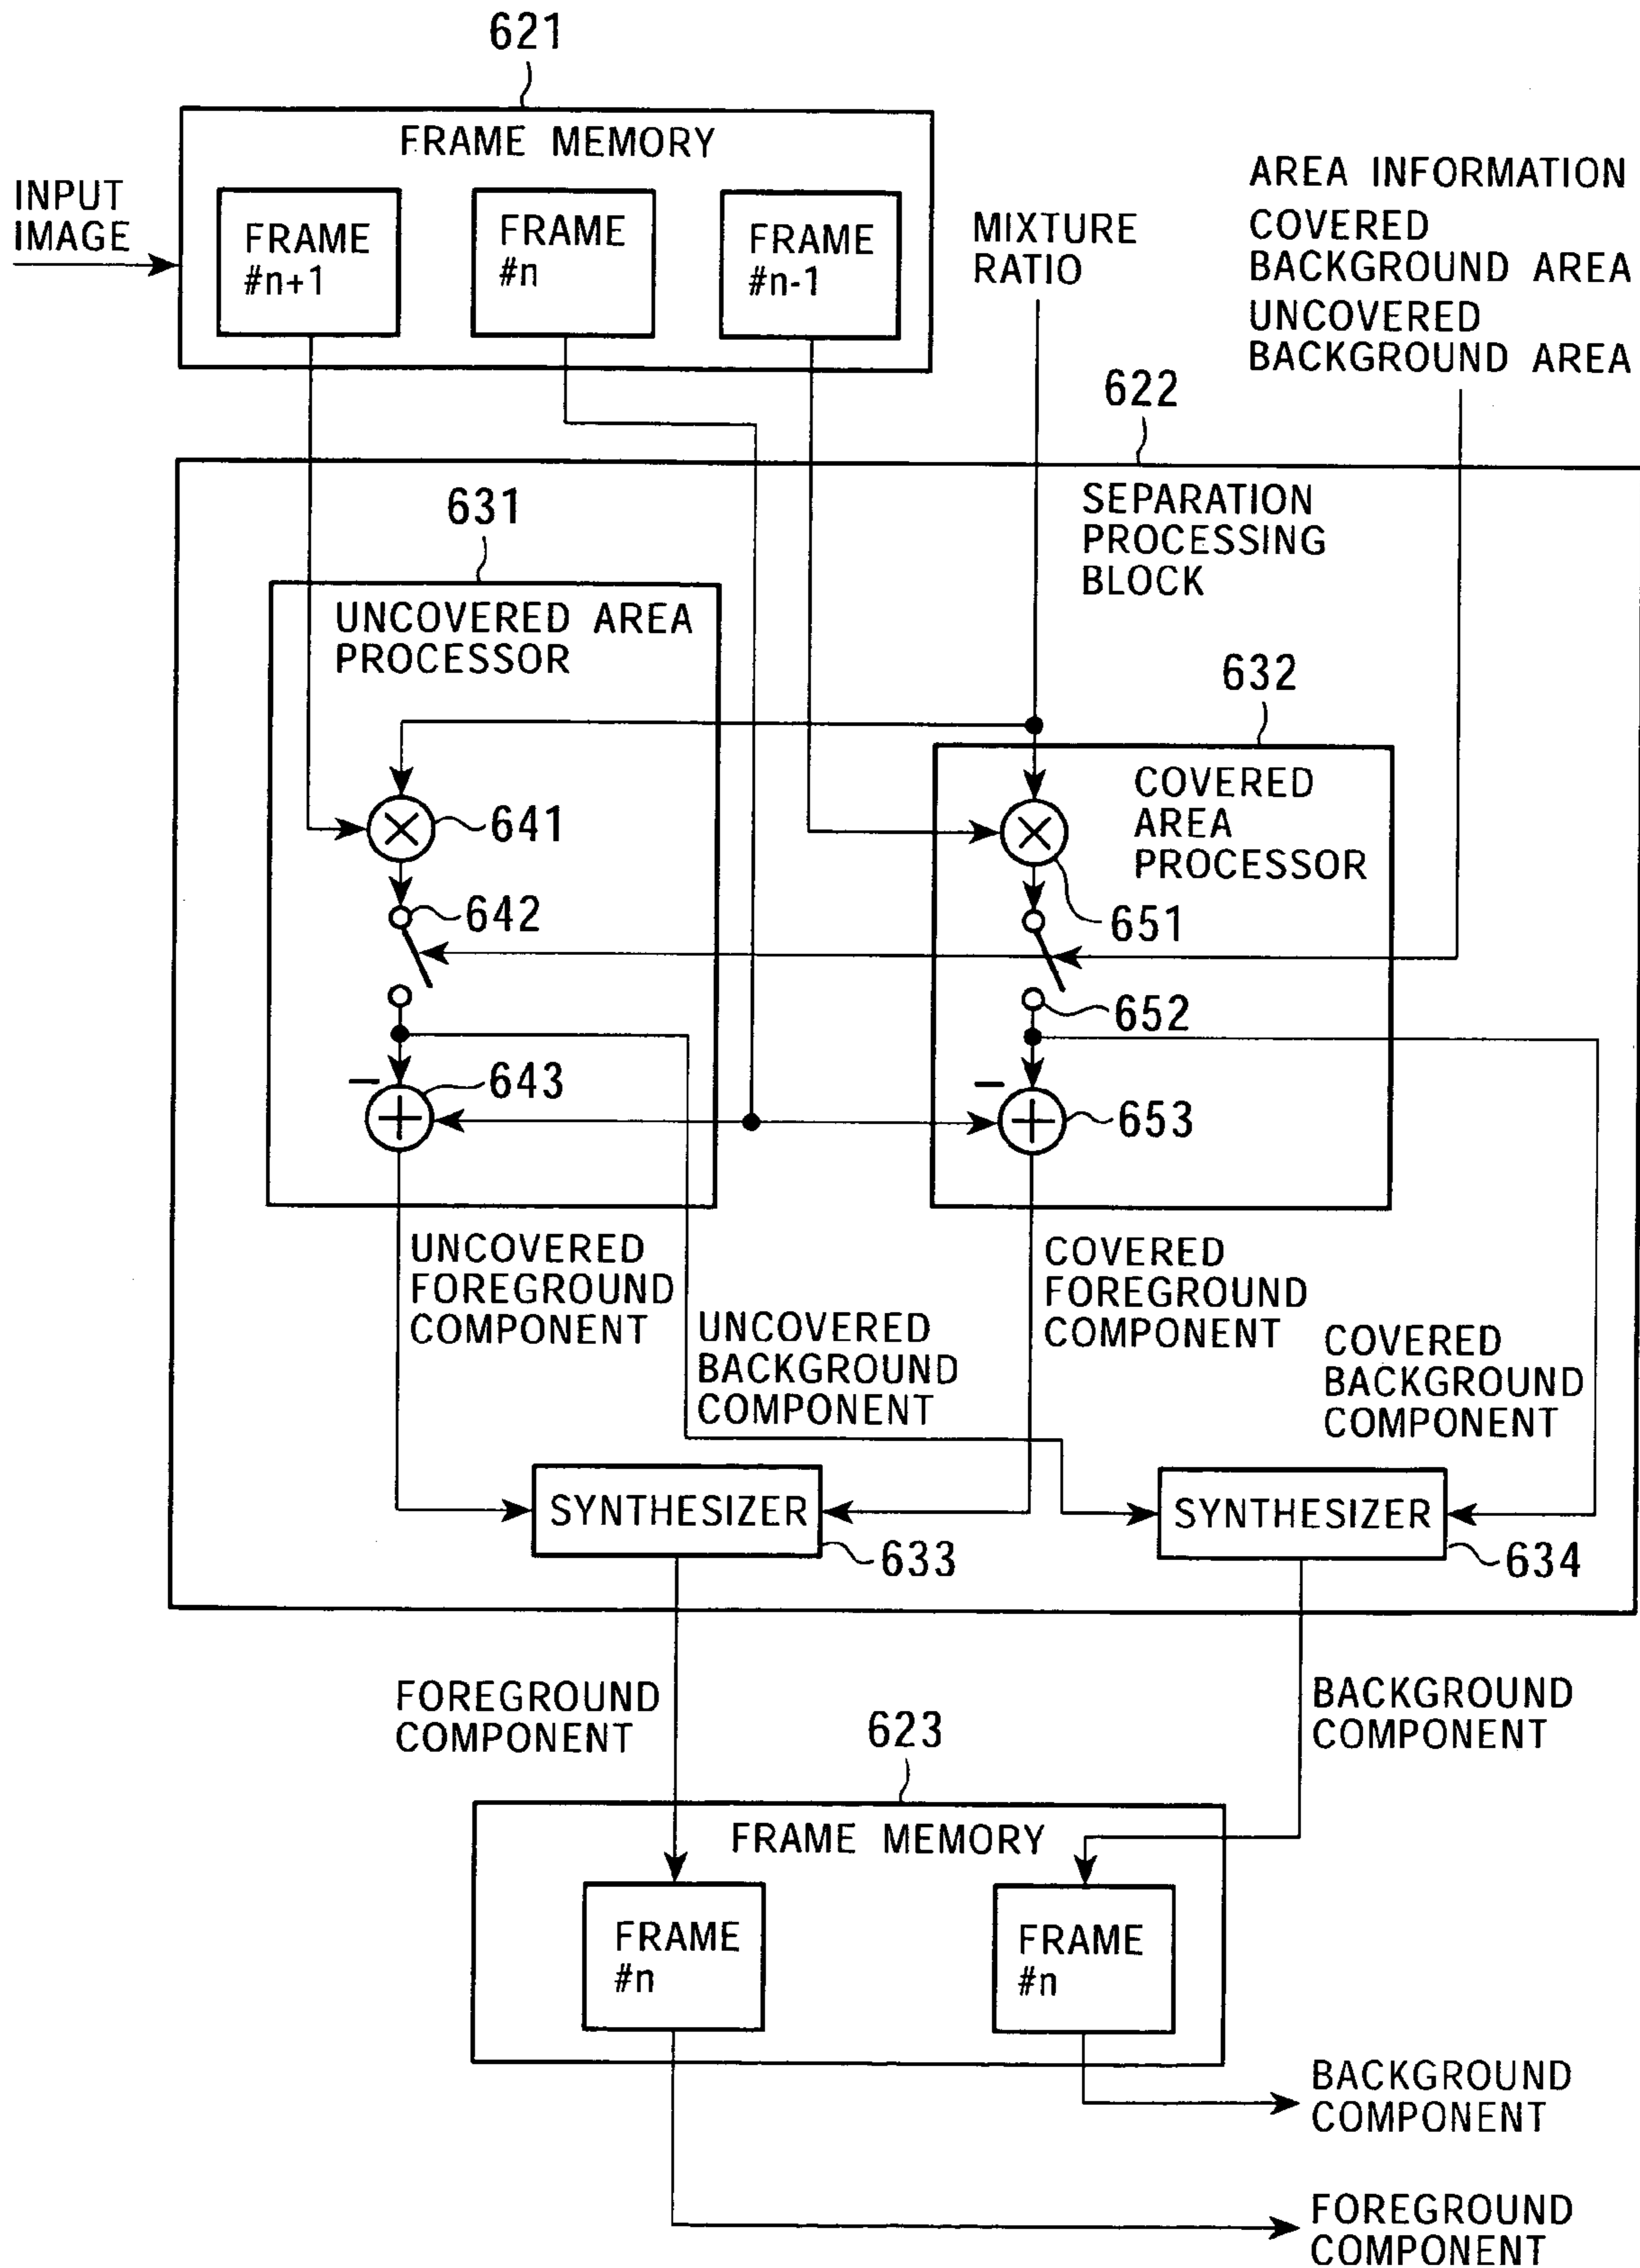 621
FRAME MEMORY
INPUT
IMAGE
FRAME
#n+1
FRAME
#n
FRAME
#n-1
MIXTURE
RATIO
AREA INFORMATION
COVERED
BACKGROUND AREA
UNCOVERED
BACKGROUND AREA
622
SEPARATION
PROCESSING
BLOCK
631
UNCOVERED AREA
PROCESSOR
632
COVERED
AREA
PROCESSOR
641
642
651
652
643
653
UNCOVERED
FOREGROUND
COMPONENT
UNCOVERED
BACKGROUND
COMPONENT
COVERED
FOREGROUND
COMPONENT
COVERED
BACKGROUND
COMPONENT
SYNTHESIZER
633
SYNTHESIZER
634
FOREGROUND
COMPONENT
BACKGROUND
COMPONENT
623
FRAME MEMORY
FRAME
#n
FRAME
#n
BACKGROUND
COMPONENT
FOREGROUND
COMPONENT